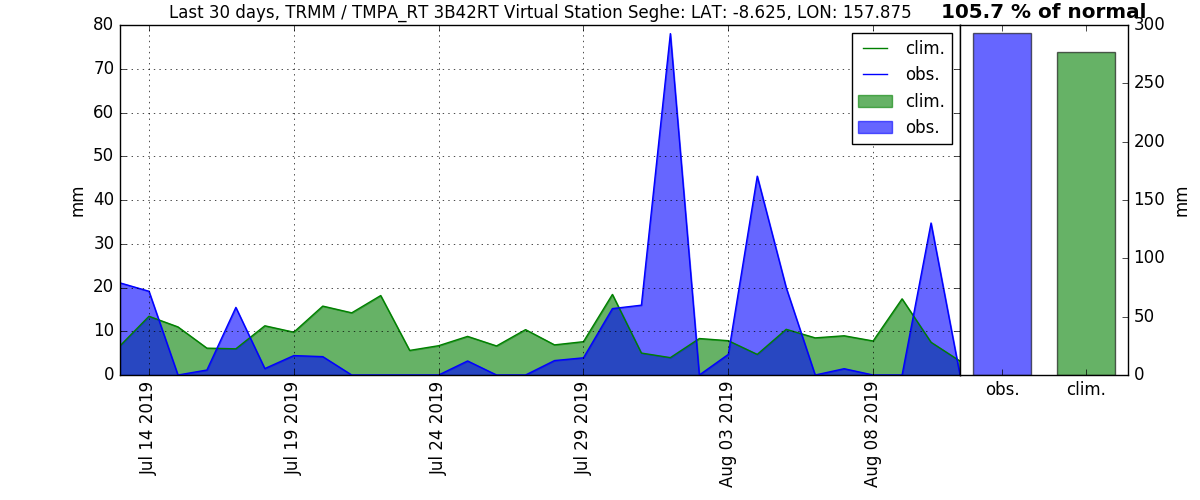 Last 30 days, TRMM / TMPA_RT 3B42RT Virtual Station Seghe: LAT: -8.625, LON: 157.875
105.7 % of normal
80
70
60
50
40
30
20
10
0
mm
clim.
obs.
clim.
obs.
300
250
200
150
100
50
0
mm
Jul 14 2019
Jul 19 2019
Jul 24 2019
Jul 29 2019
Aug 03 2019
Aug 08 2019
obs.
clim.